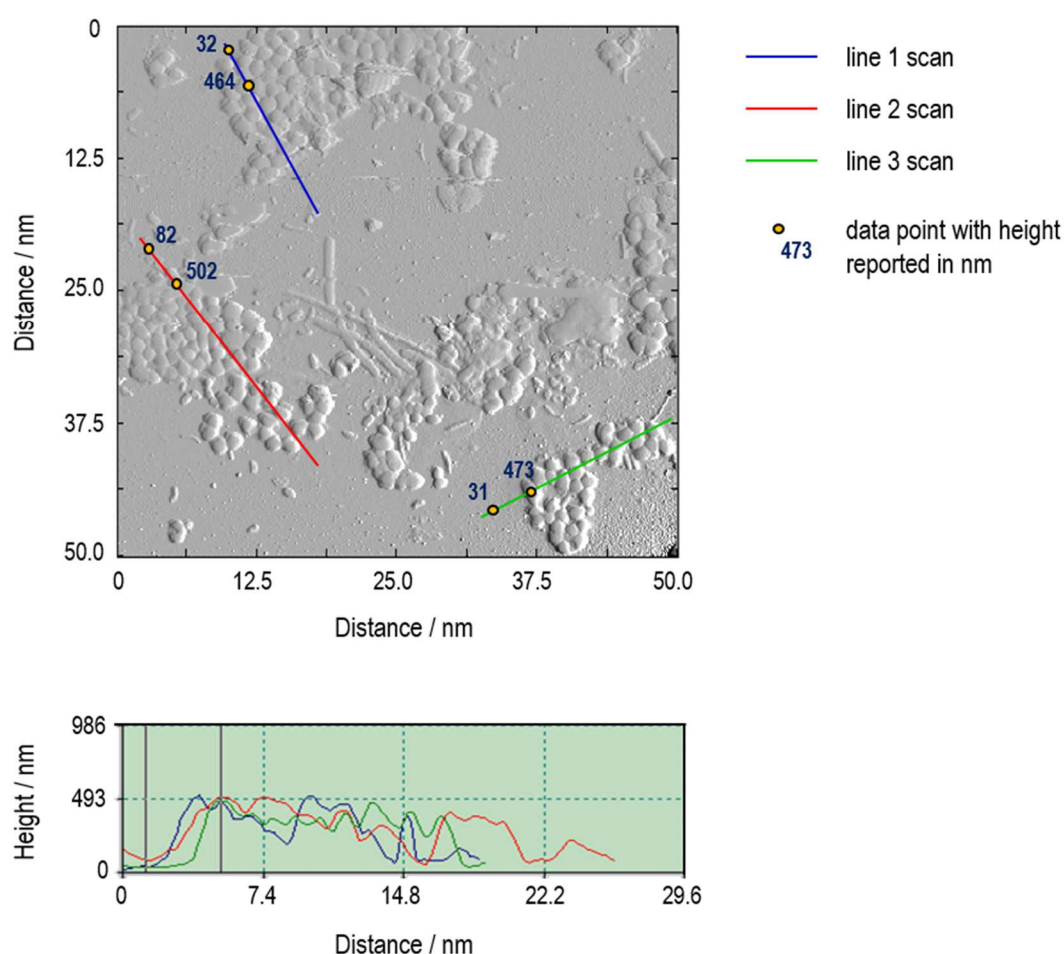 0
12.5
25.0
37.5
50.0
Distance / nm
32
464
82
502
473
31
0 12.5 25.0 37.5 50.0
Distance / nm
line 1 scan
line 2 scan
line 3 scan
473 data point with height
reported in nm
986
493
0
Height / nm
0 7.4 14.8 22.2 29.6
Distance / nm